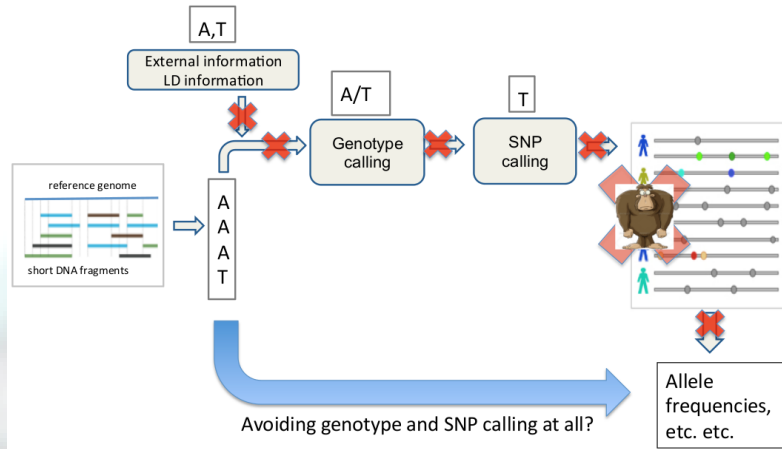 A,T
External information
LD information
A/T
T
Genotype
calling
SNP
calling
reference genome
short DNA fragments
A
A
A
T
Allele
frequencies,
etc. etc.
Avoiding genotype and SNP calling at all?